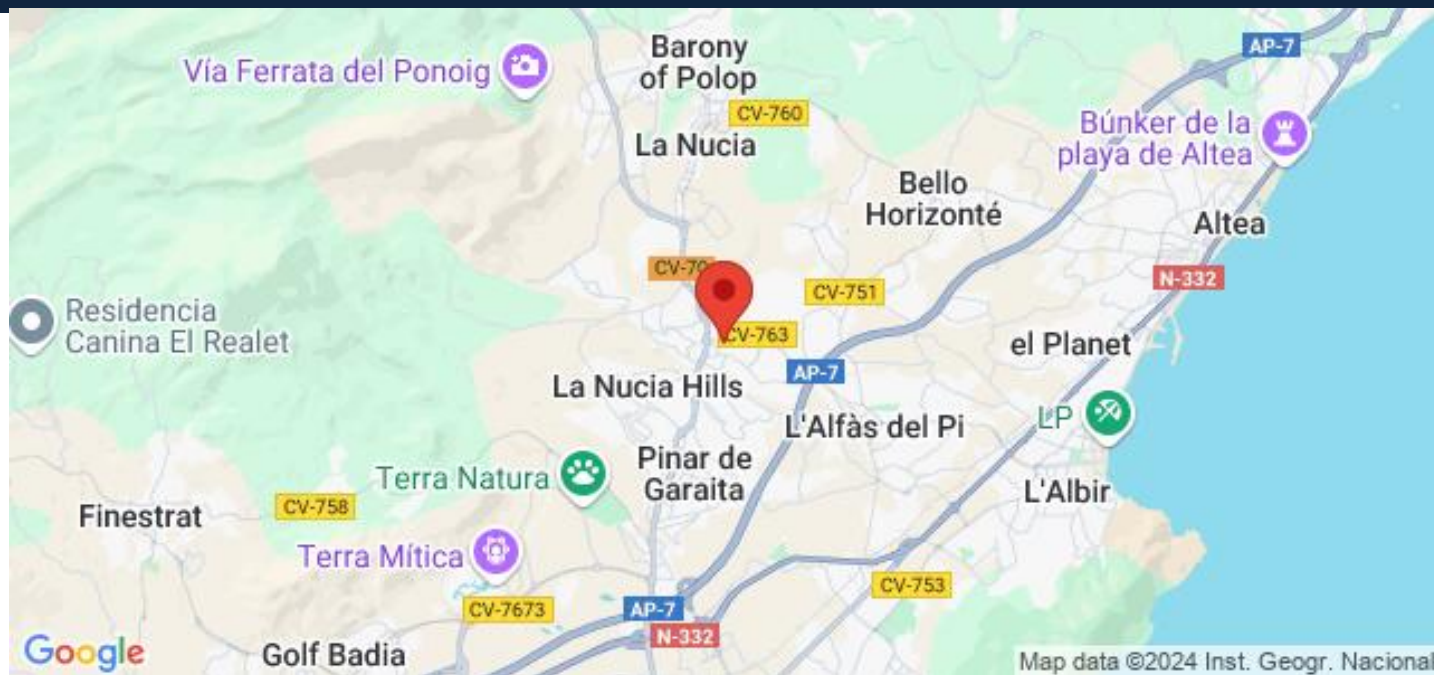 Barony
of Polop
AP-7
Vía Ferrata del Ponoig
CV-760
La Nucia
Búnker de la
playa de Altea
Bello
Horizonté
Altea
CV-70
N-332
CV-751
Residencia
Canina El Realet
CV-763
el Planet
AP-7
La Nucia Hills
LP
L'Alfàs del Pi
Pinar de
Garaita
Terra Natura
L'Albir
CV-758
Finestrat
Terra Mítica
CV-753
CV-7673
AP-7
N-332
Golf Badia
Google
Map data ©2024 Inst. Geogr. Nacional